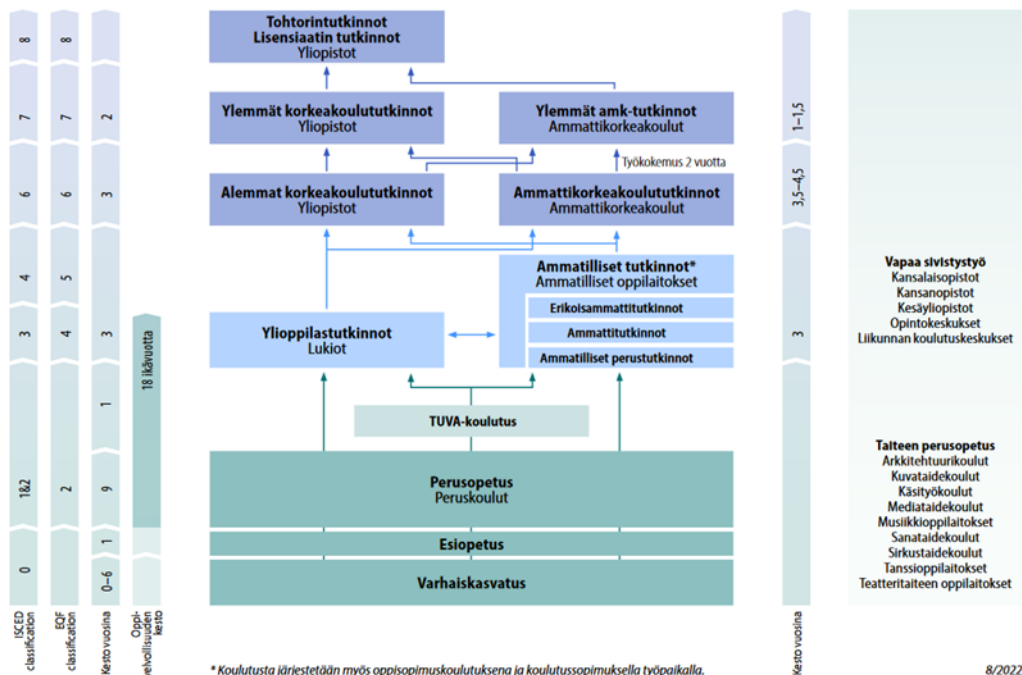 8
8
Tohtorintutkinnot
Lisensiaatin tutkinnot
Yliopistot
7
7
2
Ylemmät korkeakoulututkinnot
Yliopistot
Ylemmät amk-tutkinnot
Ammattikorkeakoulut
1–1,5
Työkokemus 2 vuotta
6
6
3
Alemmat korkeakoulututkinnot
Yliopistot
Ammattikorkeakoulututkinnot
Ammattikorkeakoulut
3,5–4,5
4
5
Ammatilliset tutkinnot*
Ammatilliset oppilaitokset
Erikoisammattitutkinnot
Ammattitutkinnot
Ammatilliset perustutkinnot
3
4
3
18 ikävuotta
Ylioppilastutkinnot
Lukiot
3
1
TUVA-koulutus
1&2
2
9
Perusopetus
Peruskoulut
0
1
Esiopetus
0–6
Varhaiskasvatus
ISCED
classification
EQF
classification
Kesto vuosina
Oppi-
velvollisuuden
kesto
Kesto vuosina
Vapaa sivistystyö
Kansalaisopistot
Kansanopistot
Kesäyliopistot
Opintokeskukset
Liikunnan koulutuskeskukset
Taiteen perusopetus
Arkkitehtuurikoulut
Kuvataidekoulut
Käsityökoulut
Mediataidekoulut
Musiikkioppilaitokset
Sanataidekoulut
Sirkustaidekoulut
Tanssioppilaitokset
Teatteritaiteen oppilaitokset
* Koulutusta järjestetään myös oppisopimuskoulutuksena ja koulutussopimuksella työpaikalla.
8/2022